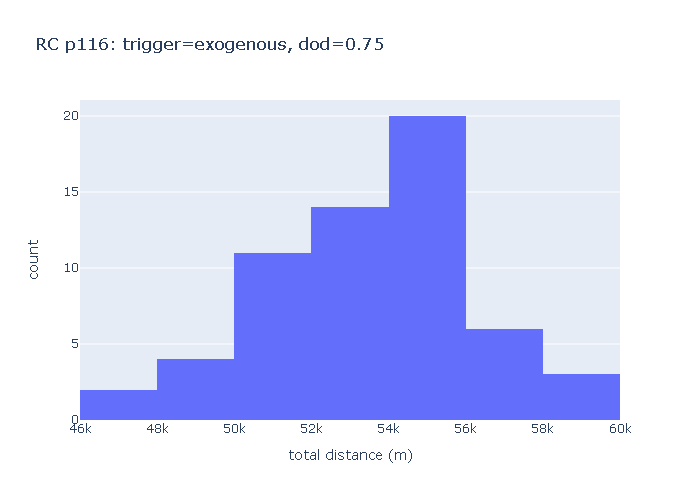 RC p116: trigger=exogenous, dod=0.75
20
15
10
5
0
count
46k 48k 50k 52k 54k 56k 58k 60k
total distance (m)